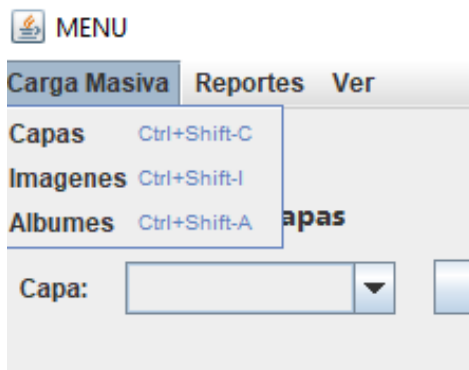 MENU
Carga Masiva Reportes Ver
Capas Ctrl+Shift-C
Imagenes Ctrl+Shift-I
Albumes Ctrl+Shift-A
apas
Capa: